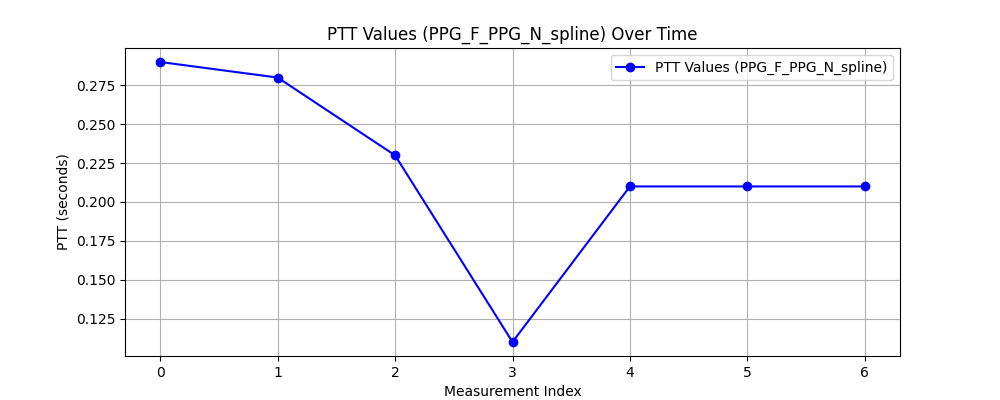 PTT Values (PPG_F_PPG_N_spline) Over Time
PTT Values (PPG_F_PPG_N_spline)
PTT (seconds)
0.275
0.250
0.225
0.200
0.175
0.150
0.125
0 1 2 3 4 5 6
Measurement Index